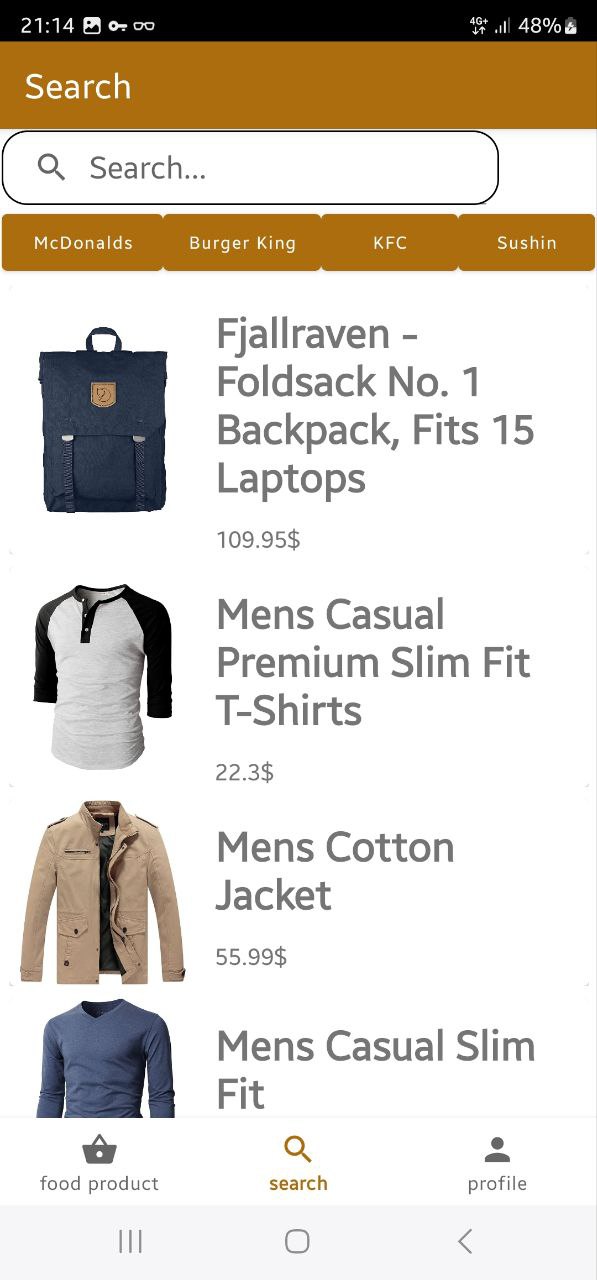 21:14 4G+ 48%
Search
Search...
McDonalds Burger King KFC Sushin
Fjallraven -
Foldsack No. 1
Backpack, Fits 15
Laptops
109.95$
Mens Casual
Premium Slim Fit
T-Shirts
22.3$
Mens Cotton
Jacket
55.99$
Mens Casual Slim
Fit
food product search profile